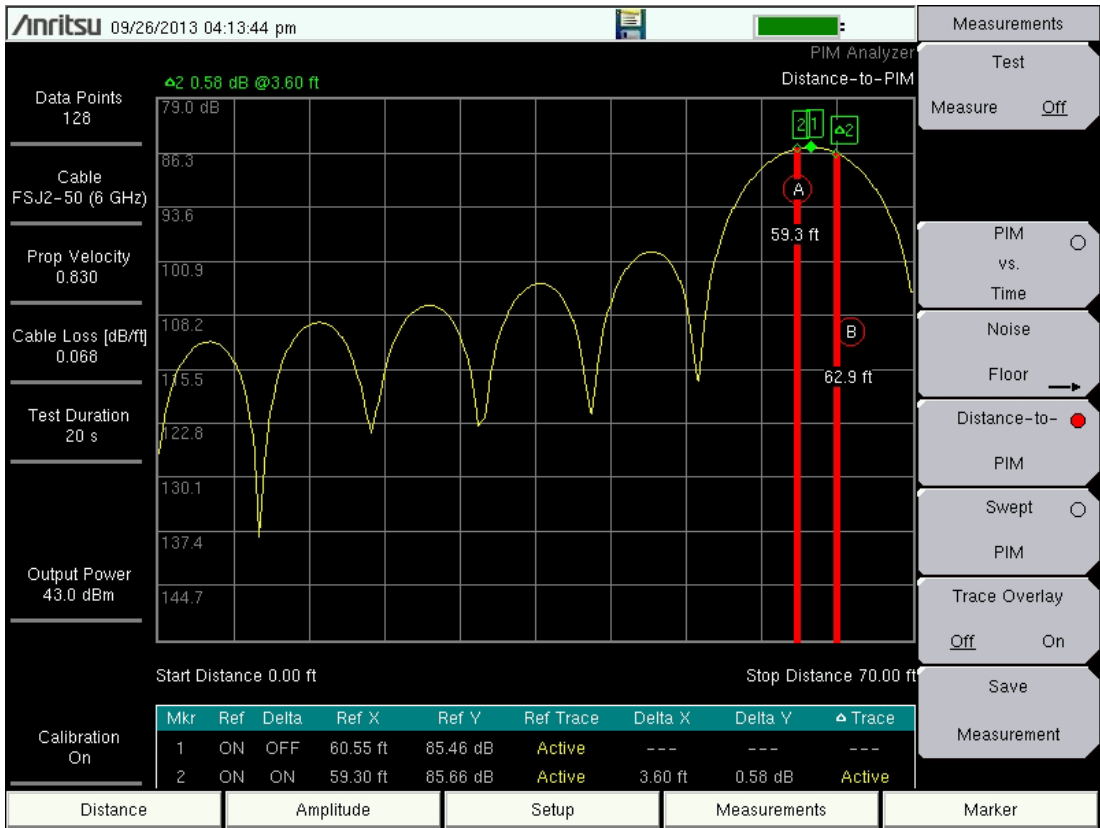 Anritsu 09/26/2013 04:13:44 pm
PIM Analyzer
Distance-to-PIM
△2 0.58 dB @3.60 ft
Data Points
128
Cable
FSJ2-50 (6 GHz)
Prop Velocity
0.830
Cable Loss [dB/ft]
0.068
Test Duration
20 s
Output Power
43.0 dBm
Calibration
On
79.0 dB
86.3
93.6
100.9
108.2
115.5
122.8
130.1
137.4
144.7
2 1 △2
A
59.3 ft
B
62.9 ft
Start Distance 0.00 ft
Stop Distance 70.00 ft
Mkr Ref Delta Ref X Ref Y Ref Trace Delta X Delta Y △ Trace
1 ON OFF 60.55 ft 85.46 dB Active --- --- ---
2 ON ON 59.30 ft 85.66 dB Active 3.60 ft 0.58 dB Active
Measurements
Test
Measure Off
PIM
vs.
Time
Noise
Floor
Distance-to-
PIM
Swept
PIM
Trace Overlay
Off On
Save
Measurement
Distance Amplitude Setup Measurements Marker